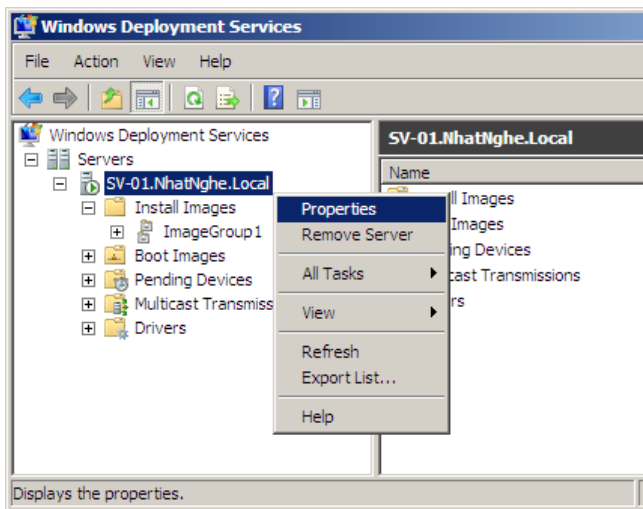 Windows Deployment Services
File Action View Help
Windows Deployment Services
Servers
SV-01.NhatNghe.Local
Install Images
ImageGroup1
Boot Images
Pending Devices
Multicast Transmiss
Drivers
Properties
Remove Server
All Tasks
View
Refresh
Export List...
Help
SV-01.NhatNghe.Local
Name
ll Images
Images
ing Devices
cast Transmissions
rs
Displays the properties.